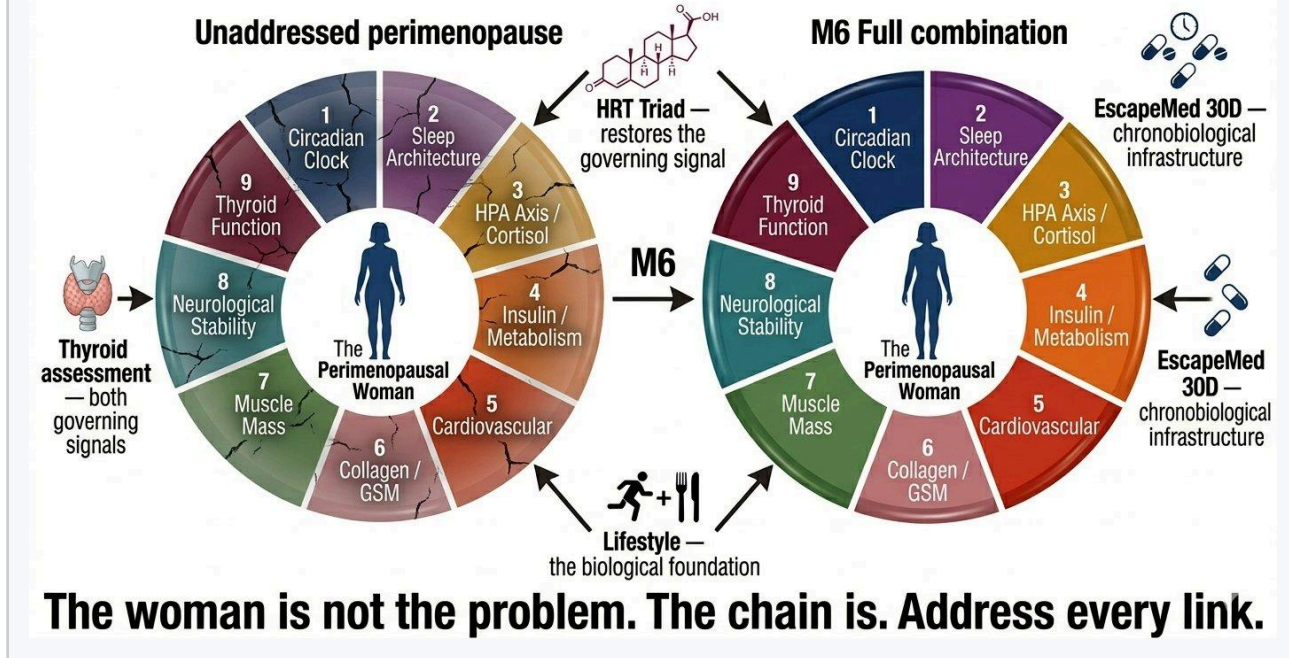 Unaddressed perimenopause
M6 Full combination
O
OH
H
H
H
H
O
HRT Triad —
restores the
governing signal
EscapeMed 30D —
chronobiological
infrastructure
1
Circadian
Clock
2
Sleep
Architecture
3
HPA Axis /
Cortisol
4
Insulin /
Metabolism
5
Cardiovascular
6
Collagen /
GSM
7
Muscle
Mass
8
Neurological
Stability
9
Thyroid
Function
The
Perimenopausal
Woman
M6
1
Circadian
Clock
2
Sleep
Architecture
3
HPA Axis /
Cortisol
4
Insulin /
Metabolism
5
Cardiovascular
6
Collagen /
GSM
7
Muscle
Mass
8
Neurological
Stability
9
Thyroid
Function
The
Perimenopausal
Woman
Thyroid
assessment
— both
governing
signals
EscapeMed
30D —
chronobiological
infrastructure
Lifestyle —
the biological foundation
The woman is not the problem. The chain is. Address every link.